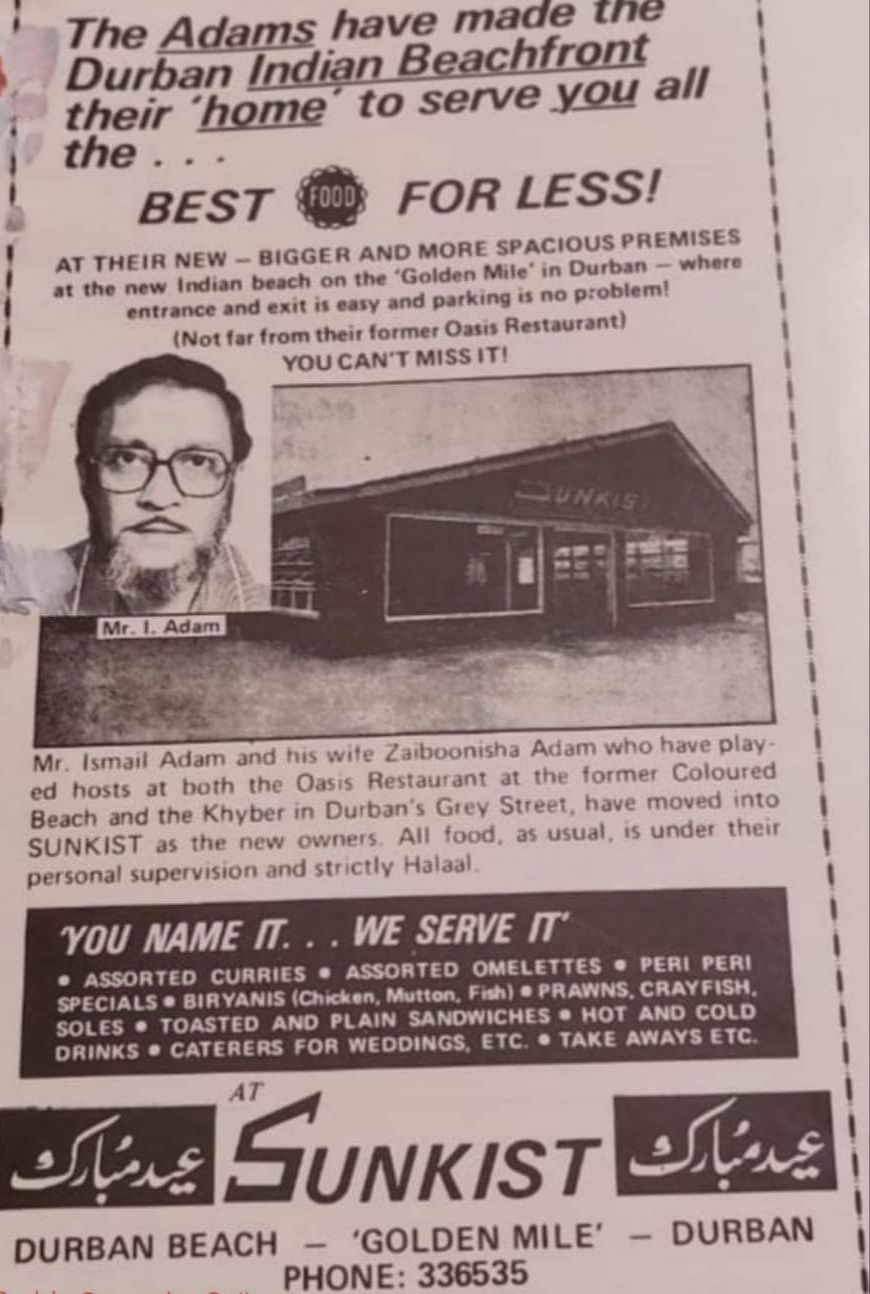 The Adams have made the
Durban Indian Beachfront
their 'home' to serve you all
the . . .
BEST FOOD FOR LESS!
AT THEIR NEW – BIGGER AND MORE SPACIOUS PREMISES
at the new Indian beach on the 'Golden Mile' in Durban – where
entrance and exit is easy and parking is no problem!
(Not far from their former Oasis Restaurant)
YOU CAN'T MISS IT!
SUNKIST
Mr. I. Adam
Mr. Ismail Adam and his wife Zaiboonisha Adam who have play-
ed hosts at both the Oasis Restaurant at the former Coloured
Beach and the Khyber in Durban's Grey Street, have moved into
SUNKIST as the new owners. All food, as usual, is under their
personal supervision and strictly Halaal.
'YOU NAME IT. . . WE SERVE IT'
• ASSORTED CURRIES • ASSORTED OMELETTES • PERI PERI
SPECIALS • BIRYANIS (Chicken, Mutton, Fish) • PRAWNS, CRAYFISH,
SOLES • TOASTED AND PLAIN SANDWICHES • HOT AND COLD
DRINKS • CATERERS FOR WEDDINGS, ETC. • TAKE AWAYS ETC.
AT
عید مُبارک SUNKIST عید مُبارک
DURBAN BEACH – 'GOLDEN MILE' – DURBAN
PHONE: 336535